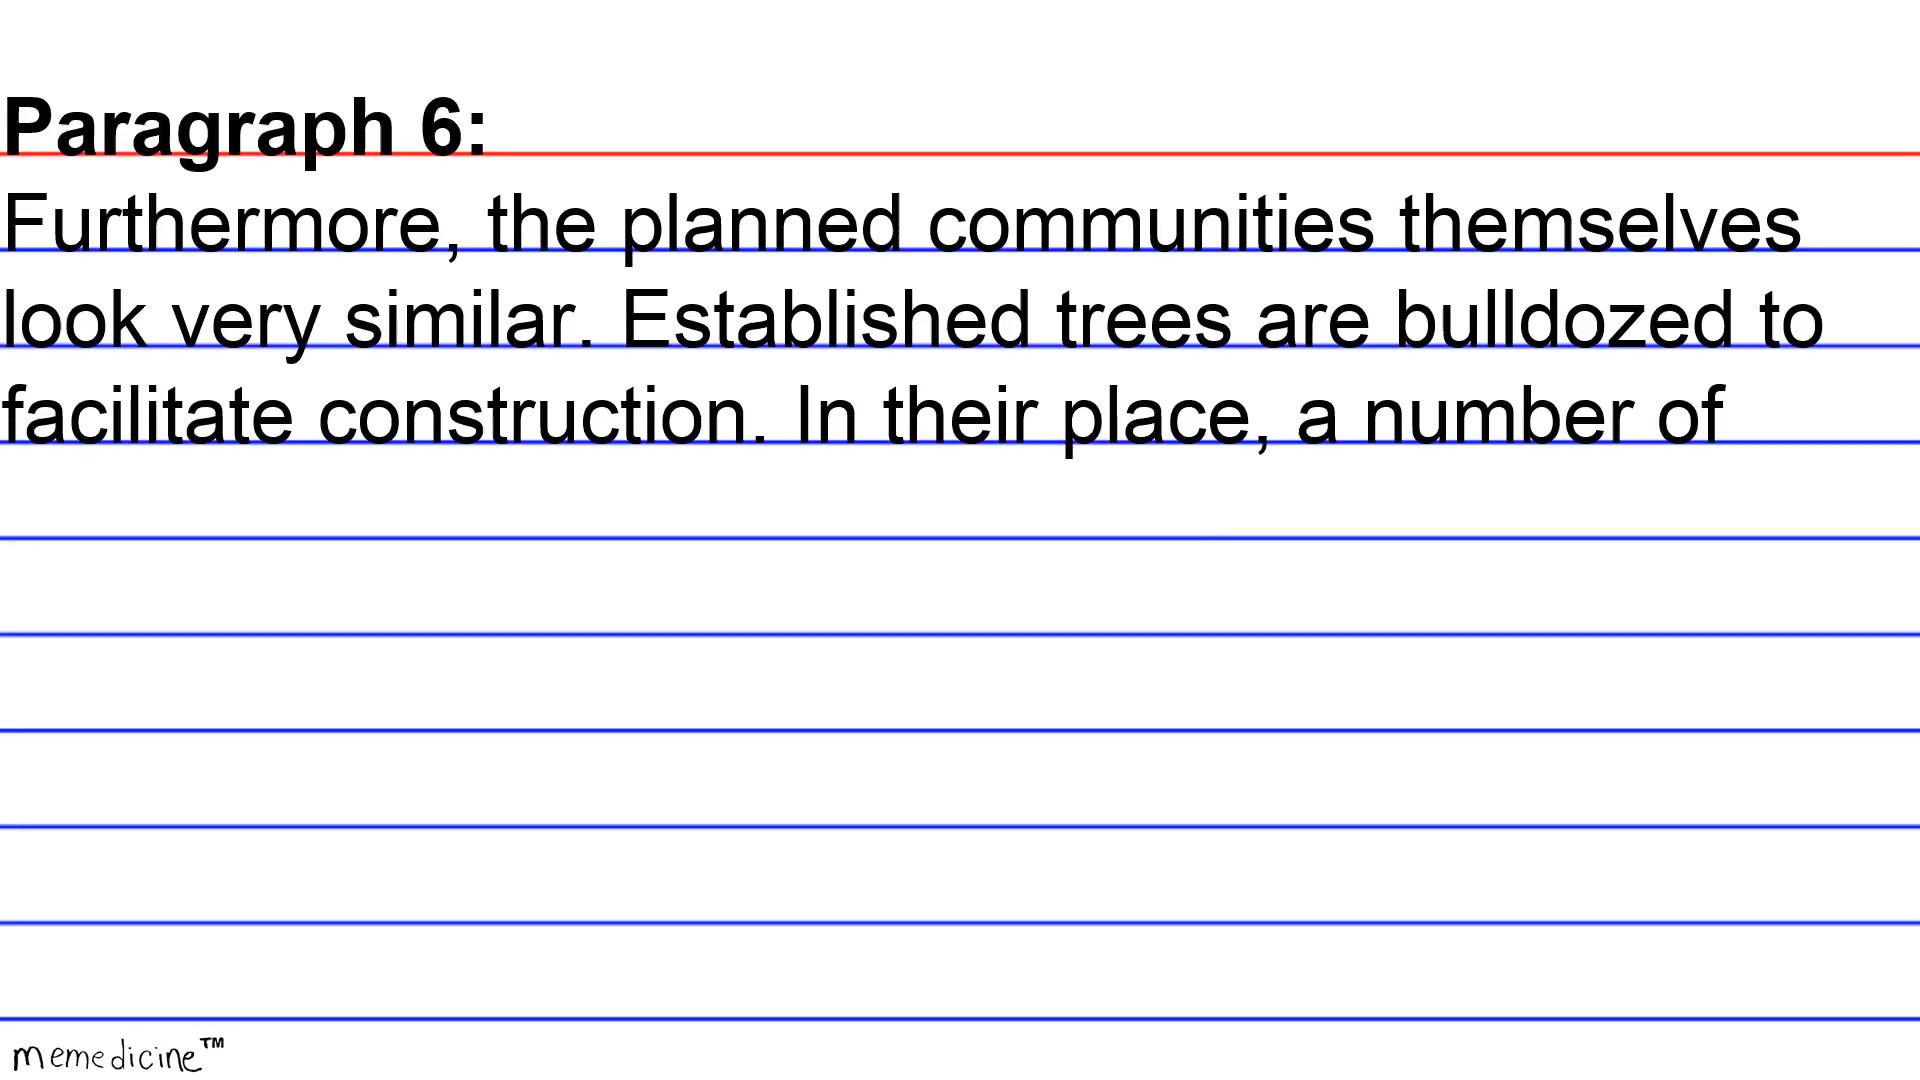 Paragraph 6:
Furthermore, the planned communities themselves
look very similar. Established trees are bulldozed to
facilitate construction. In their place, a number of
memedicine™